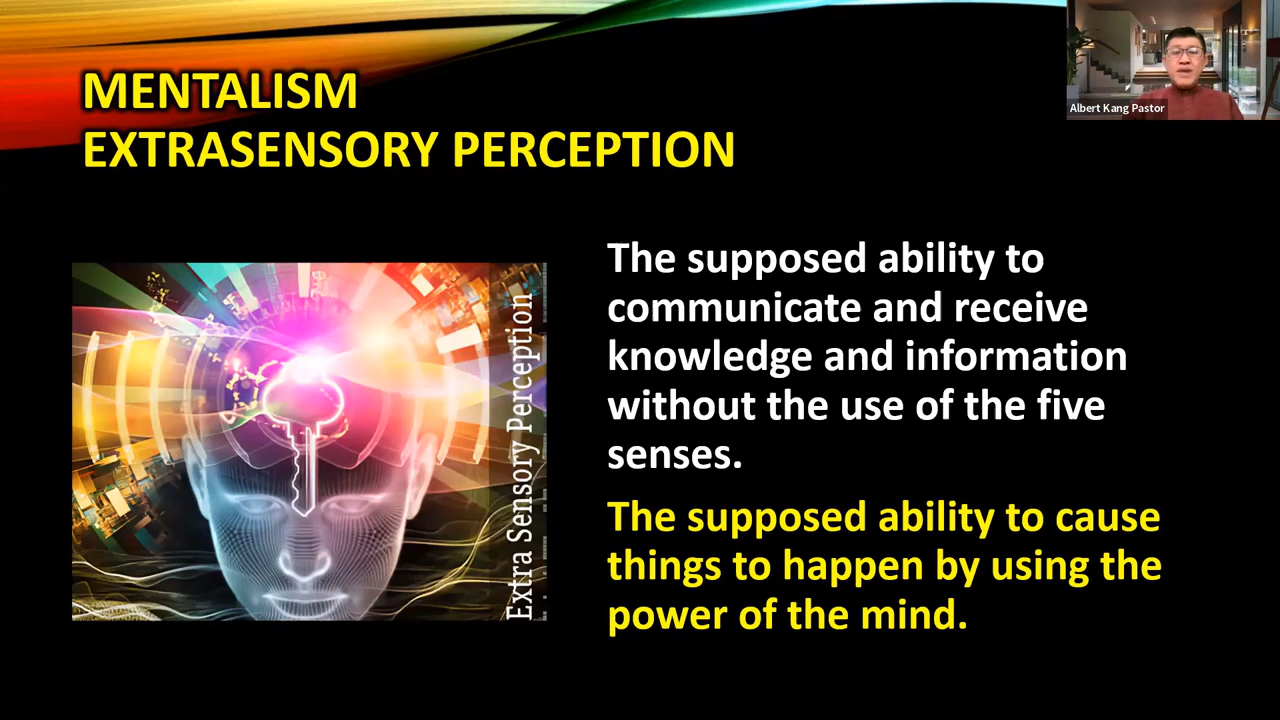 MENTALISM
EXTRASENSORY PERCEPTION
Albert Kang Pastor
The supposed ability to
communicate and receive
knowledge and information
without the use of the five
senses.
The supposed ability to cause
things to happen by using the
power of the mind.
Extra Sensory Perception